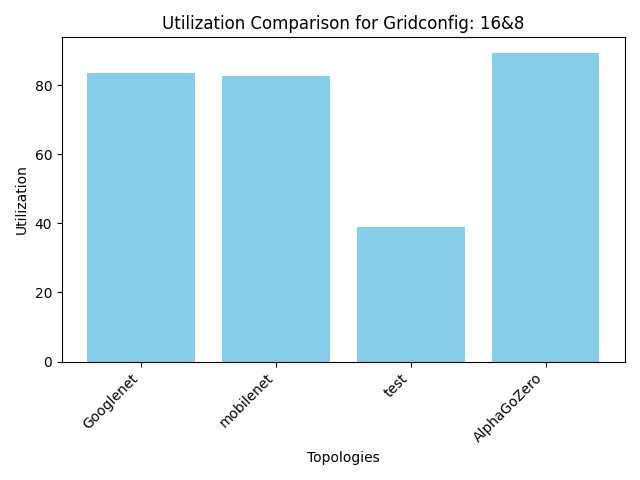 Utilization Comparison for Gridconfig: 16&8
80
60
40
20
0
Utilization
Googlenet
mobilenet
test
AlphaGoZero
Topologies